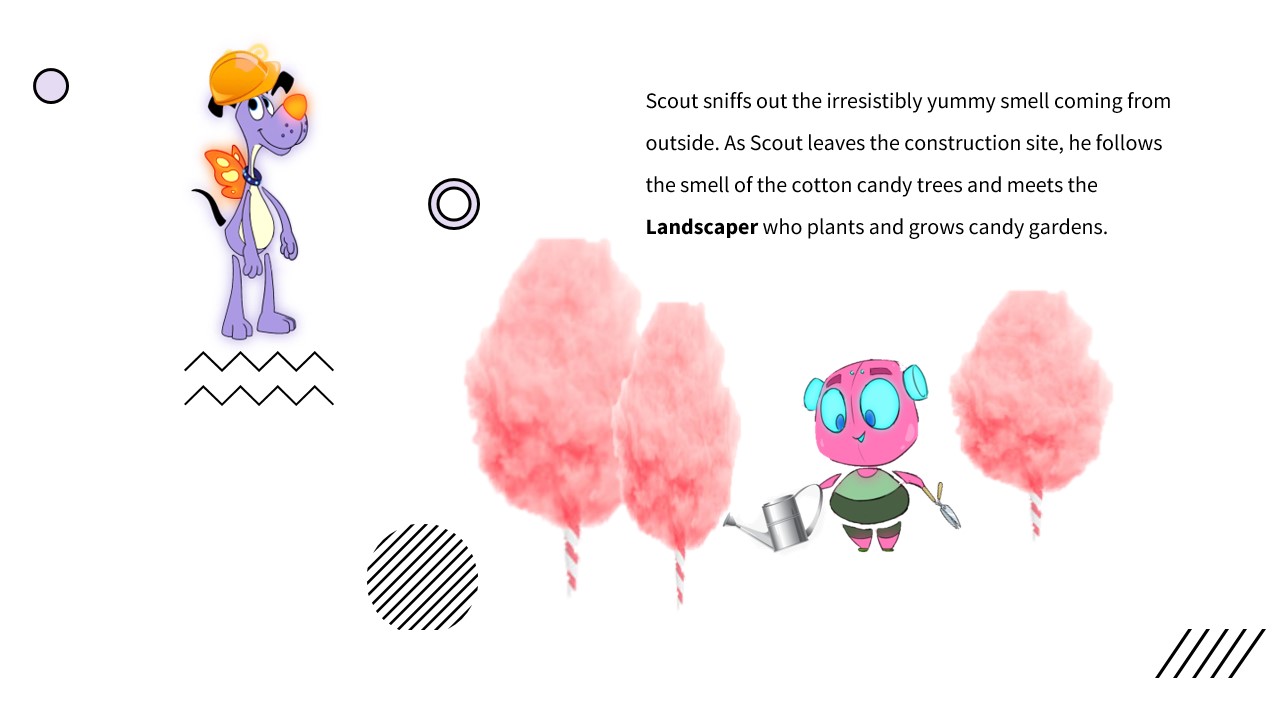 Scout sniffs out the irresistibly yummy smell coming from
outside. As Scout leaves the construction site, he follows
the smell of the cotton candy trees and meets the
Landscaper who plants and grows candy gardens.